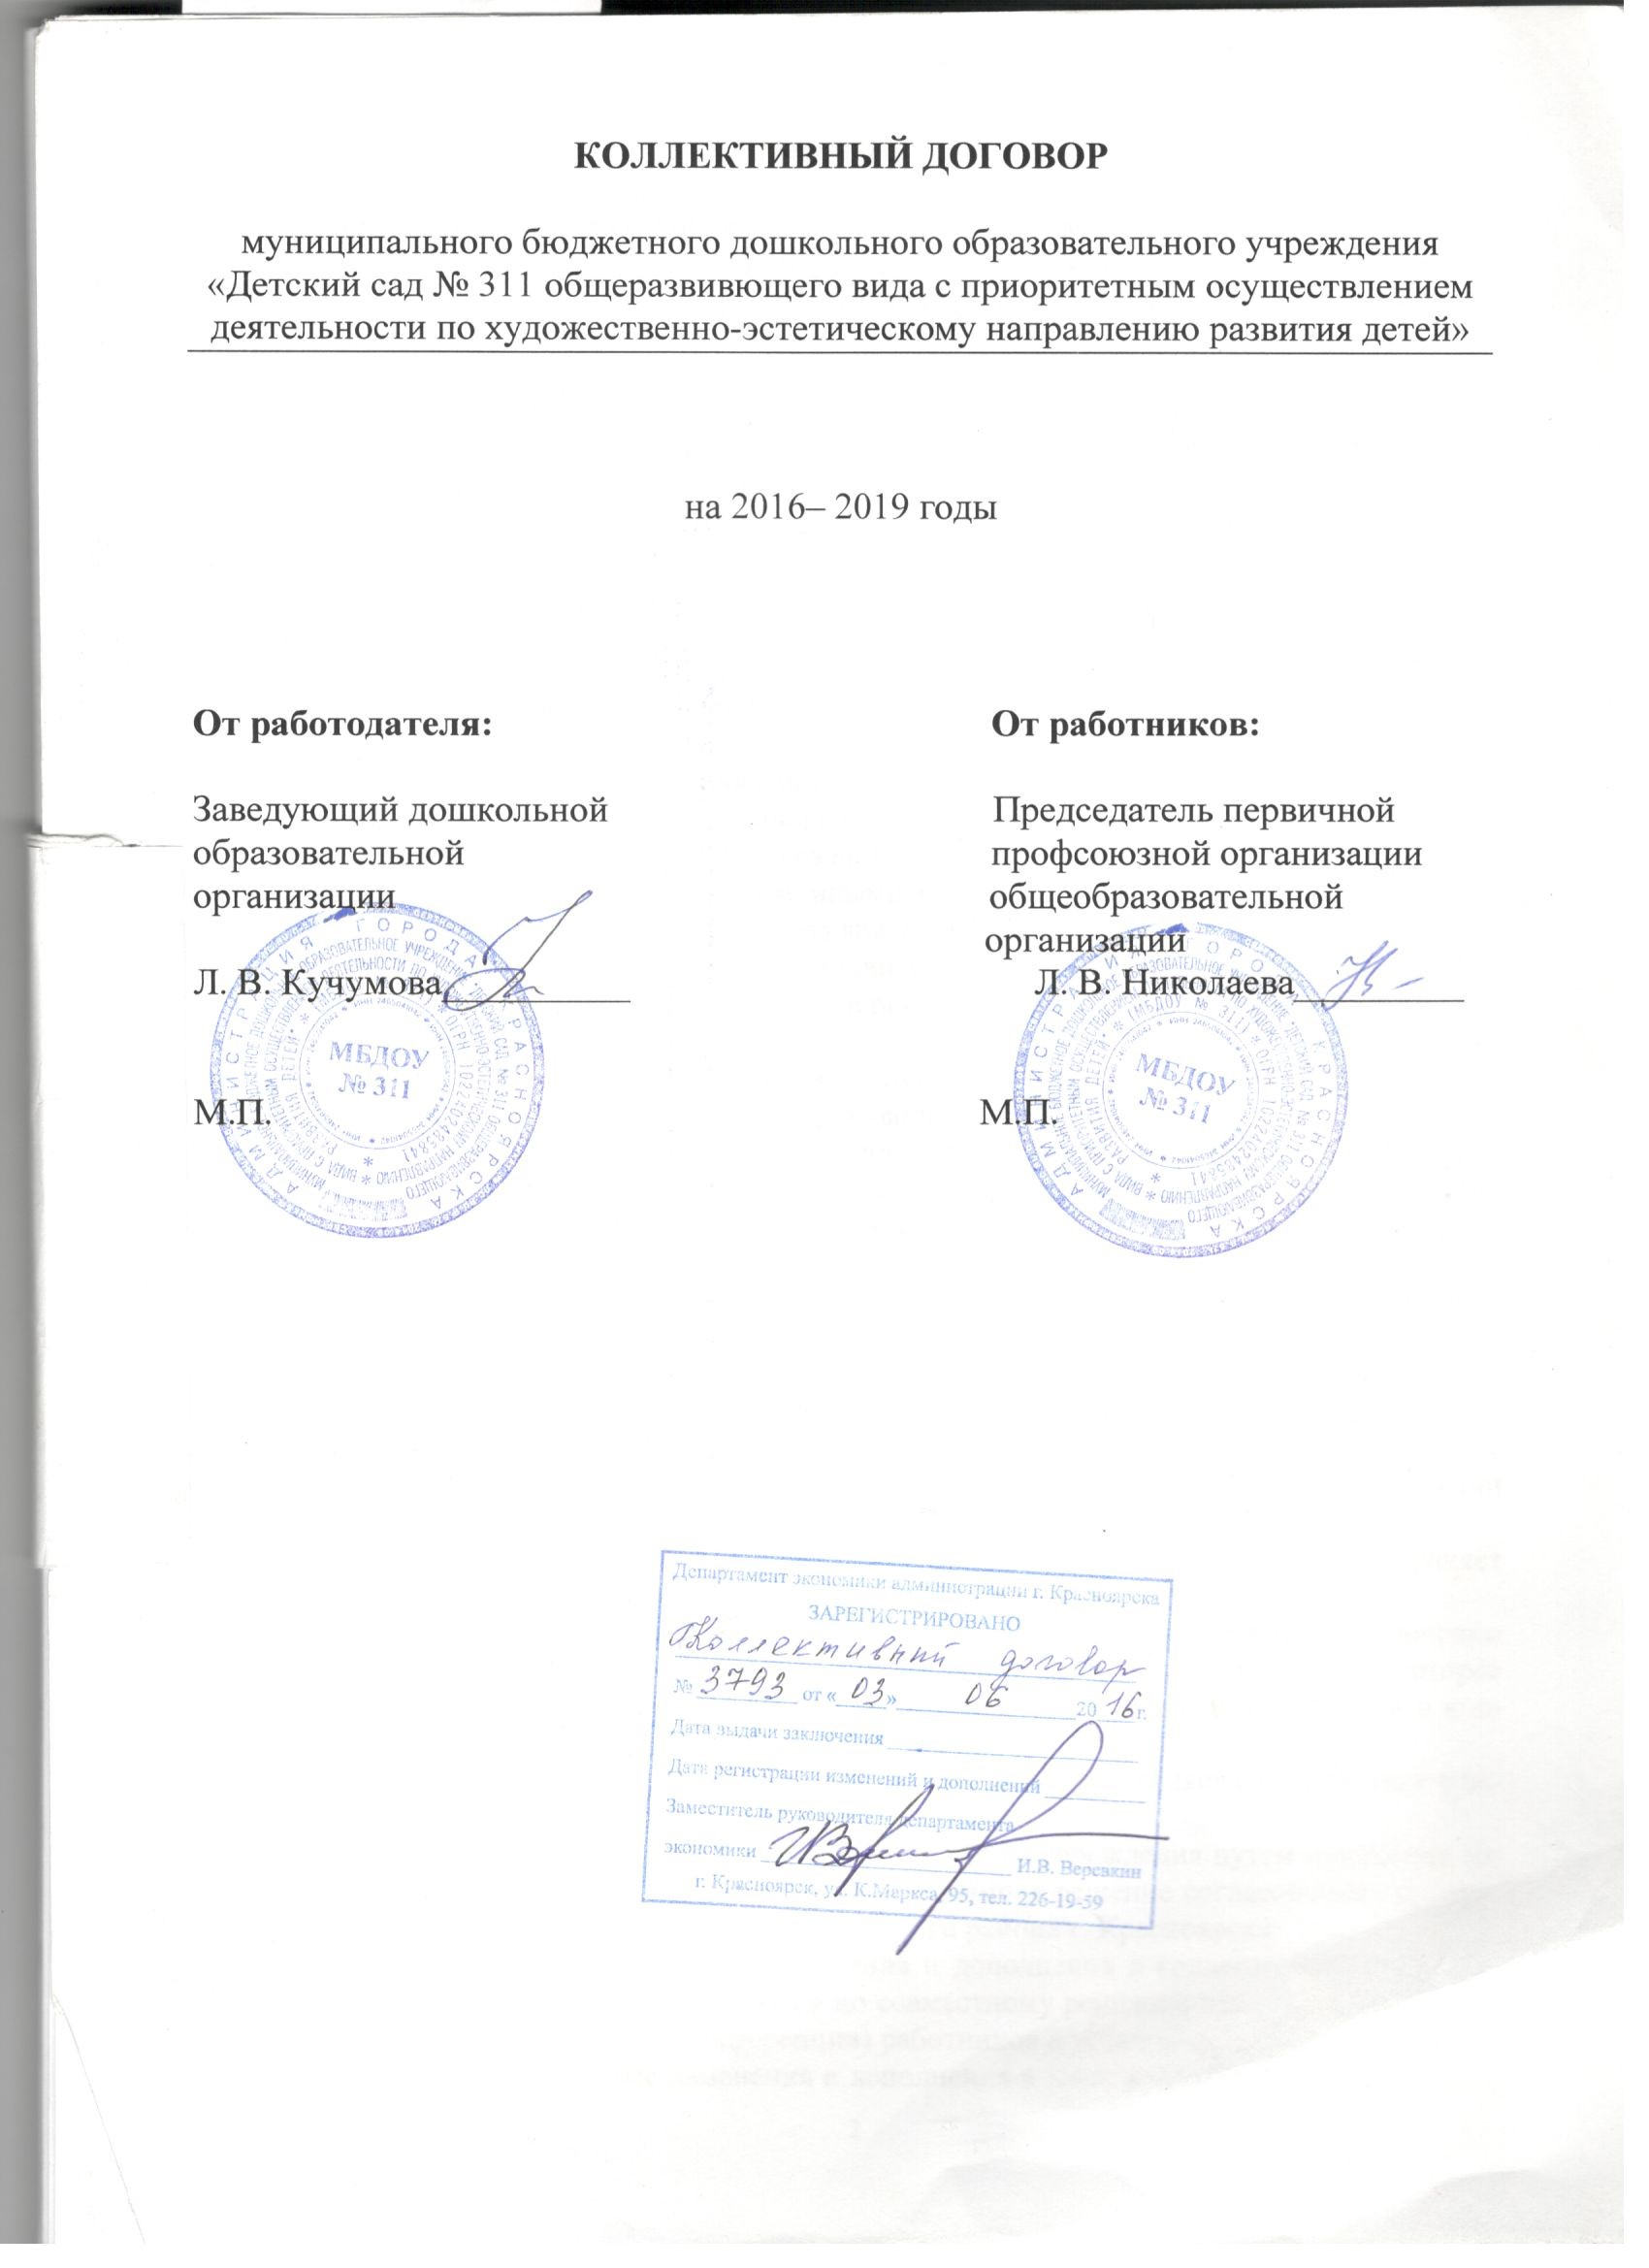 КОЛЛЕКТИВНЫЙ ДОГОВОР
муниципального бюджетного дошкольного образовательного учреждения
«Детский сад № 311 общеразвивющего вида с приоритетным осуществлением
деятельности по художественно-эстетическому направлению развития детей»
на 2016– 2019 годы
От работодателя:
Заведующий дошкольной
образовательной
организации
Л. В. Кучумова
М.П.
МБДОУ
№ 311
От работников:
Председатель первичной
профсоюзной организации
общеобразовательной
организации
Л. В. Николаева
М.П.
МБДОУ
№ 311
Департамент экономики администрации г. Красноярска
ЗАРЕГИСТРИРОВАНО
Коллективный договор
№ 3793 от «03» 06 2016г.
Дата выдачи заключения
Дата регистрации изменений и дополнений
Заместитель руководителя департамента
экономики И.В. Веревкин
г. Красноярск, ул. К.Маркса, 95, тел. 226-19-59